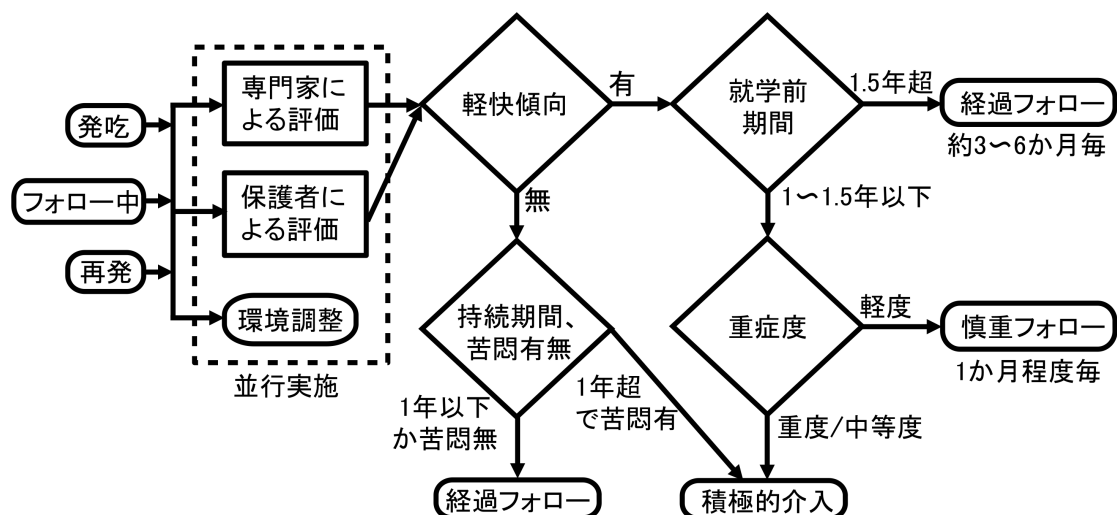 発吃
フォロー中
再発
専門家に
よる評価
保護者に
よる評価
環境調整
並行実施
軽快傾向
有
無
就学前
期間
1.5年超
経過フォロー
約3〜6か月毎
1〜1.5年以下
持続期間、
苦悶有無
1年以下
か苦悶無
1年超
で苦悶有
重症度
軽度
慎重フォロー
1か月程度毎
重度/中等度
経過フォロー
積極的介入